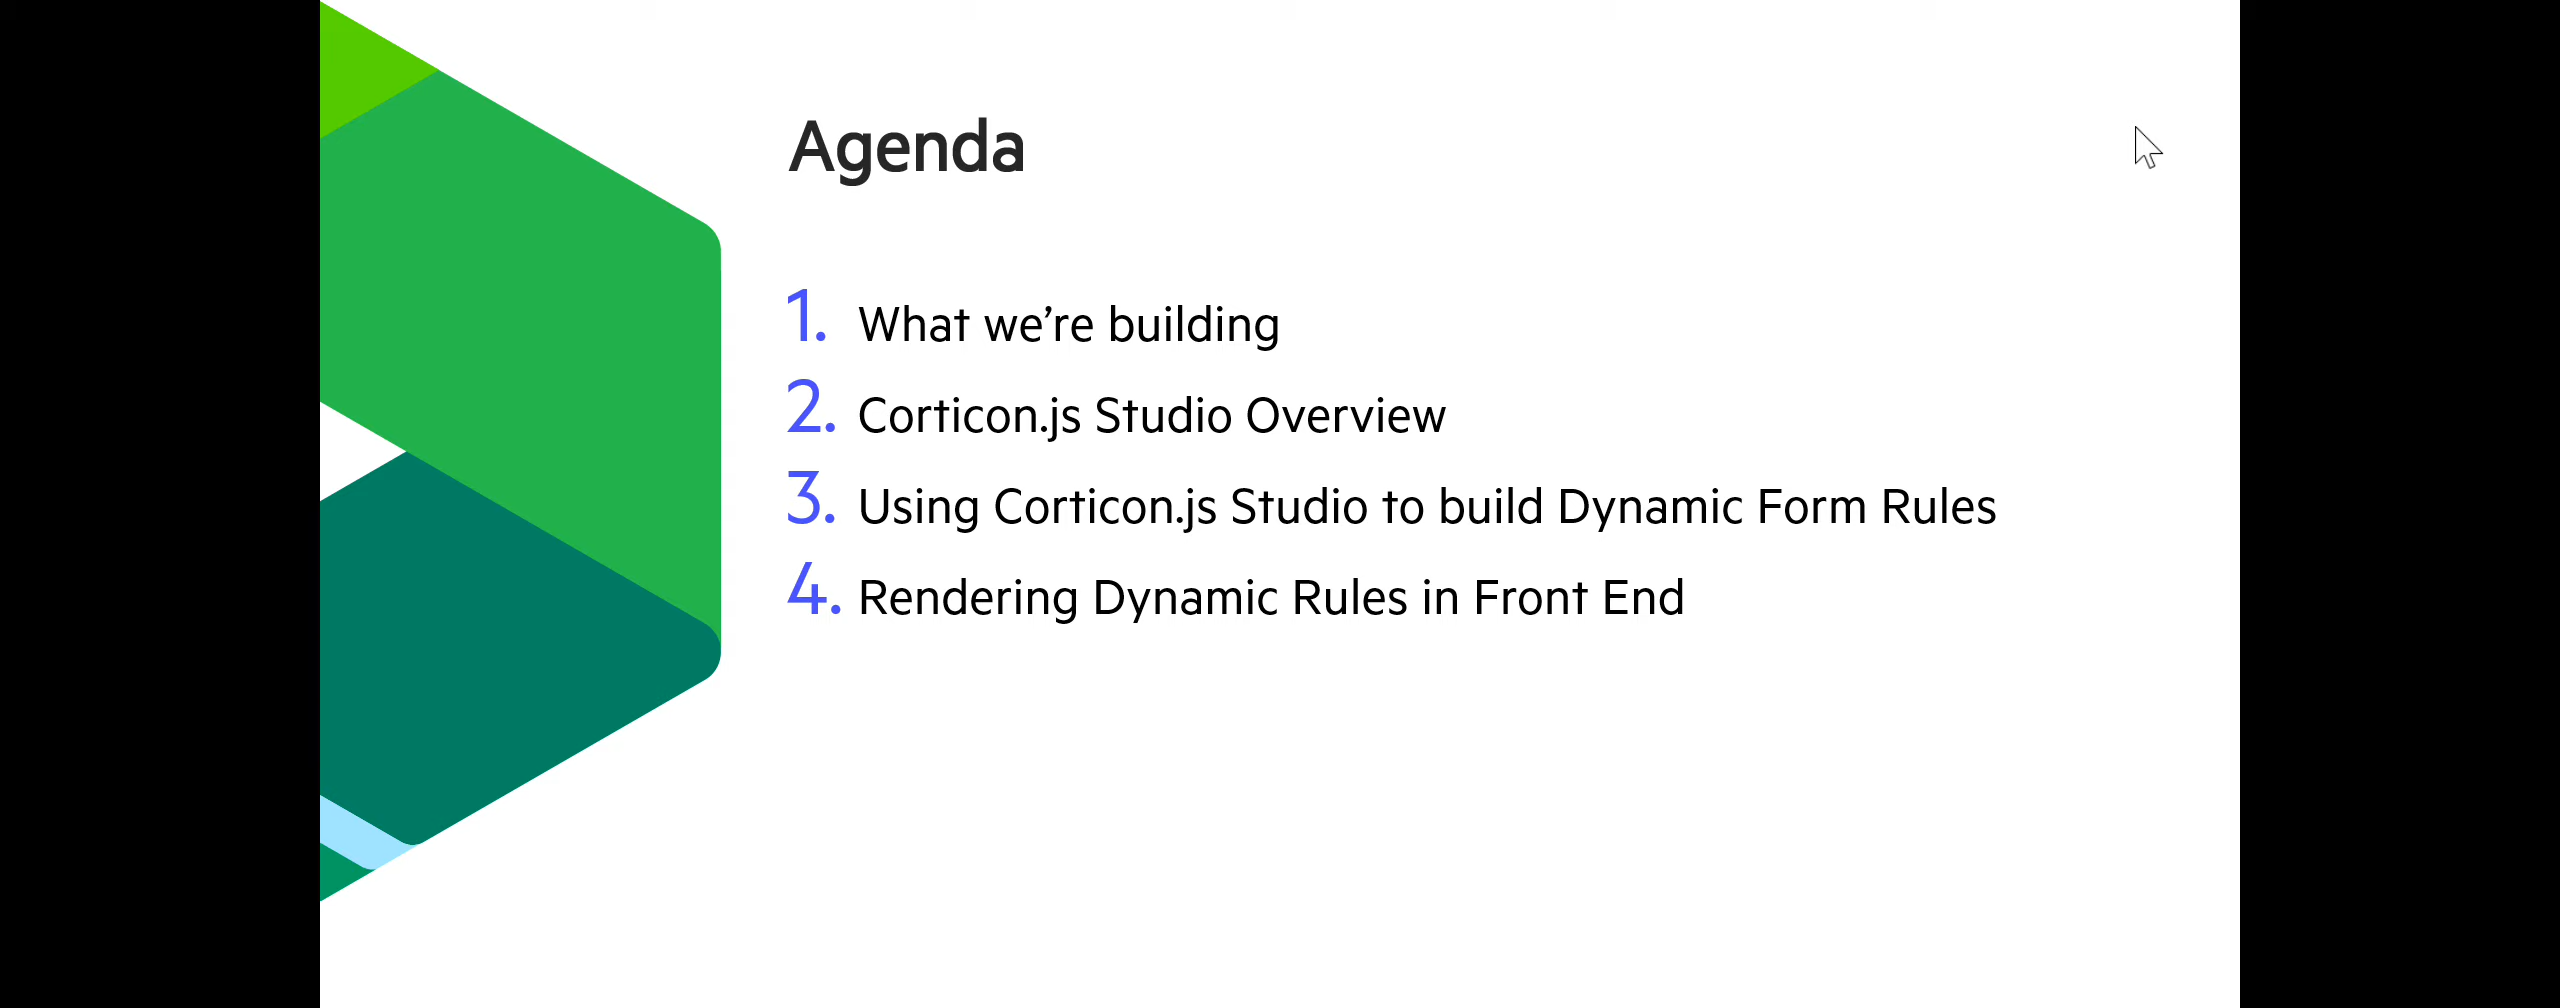 Agenda
1. What we’re building
2. Corticon.js Studio Overview
3. Using Corticon.js Studio to build Dynamic Form Rules
4. Rendering Dynamic Rules in Front End